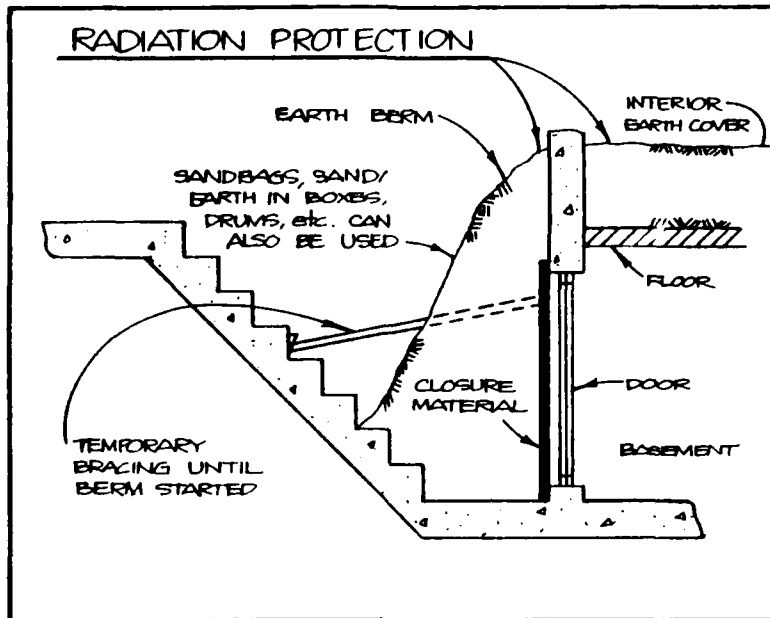 RADIATION PROTECTION
EARTH BERM
INTERIOR
EARTH COVER
SANDBAGS, SAND/
EARTH IN BOXES,
DRUMS, etc. CAN
ALSO BE USED
FLOOR
CLOSURE
MATERIAL
DOOR
TEMPORARY
BRACING UNTIL
BERM STARTED
BASEMENT